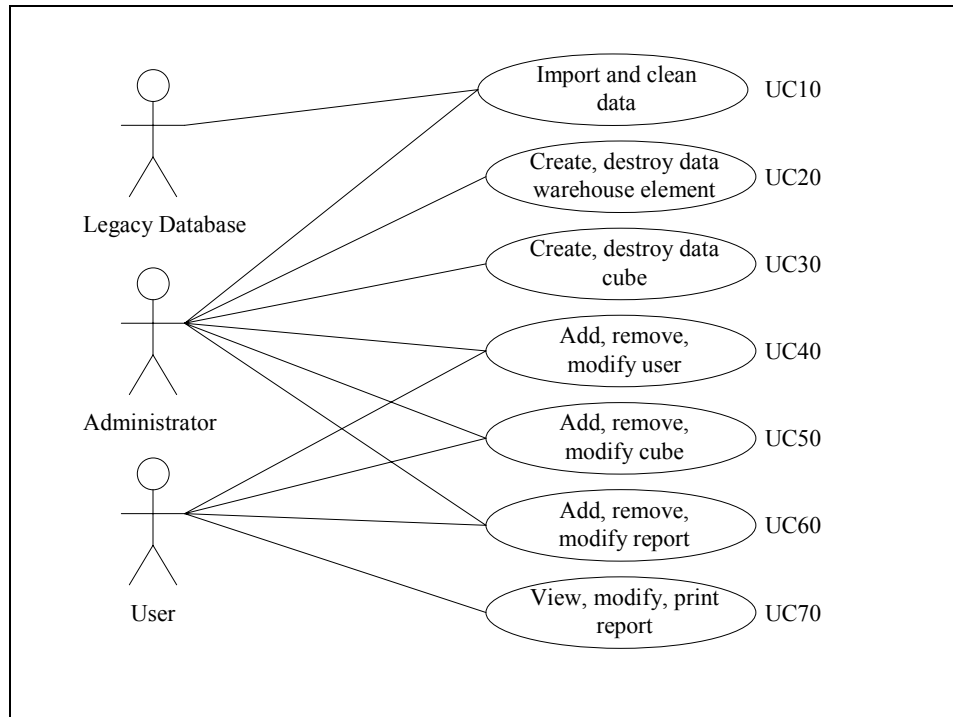 Import and clean
data
UC10
Create, destroy data
warehouse element
UC20
Legacy Database
Create, destroy data
cube
UC30
Add, remove,
modify user
UC40
Administrator
Add, remove,
modify cube
UC50
Add, remove,
modify report
UC60
View, modify, print
report
UC70
User